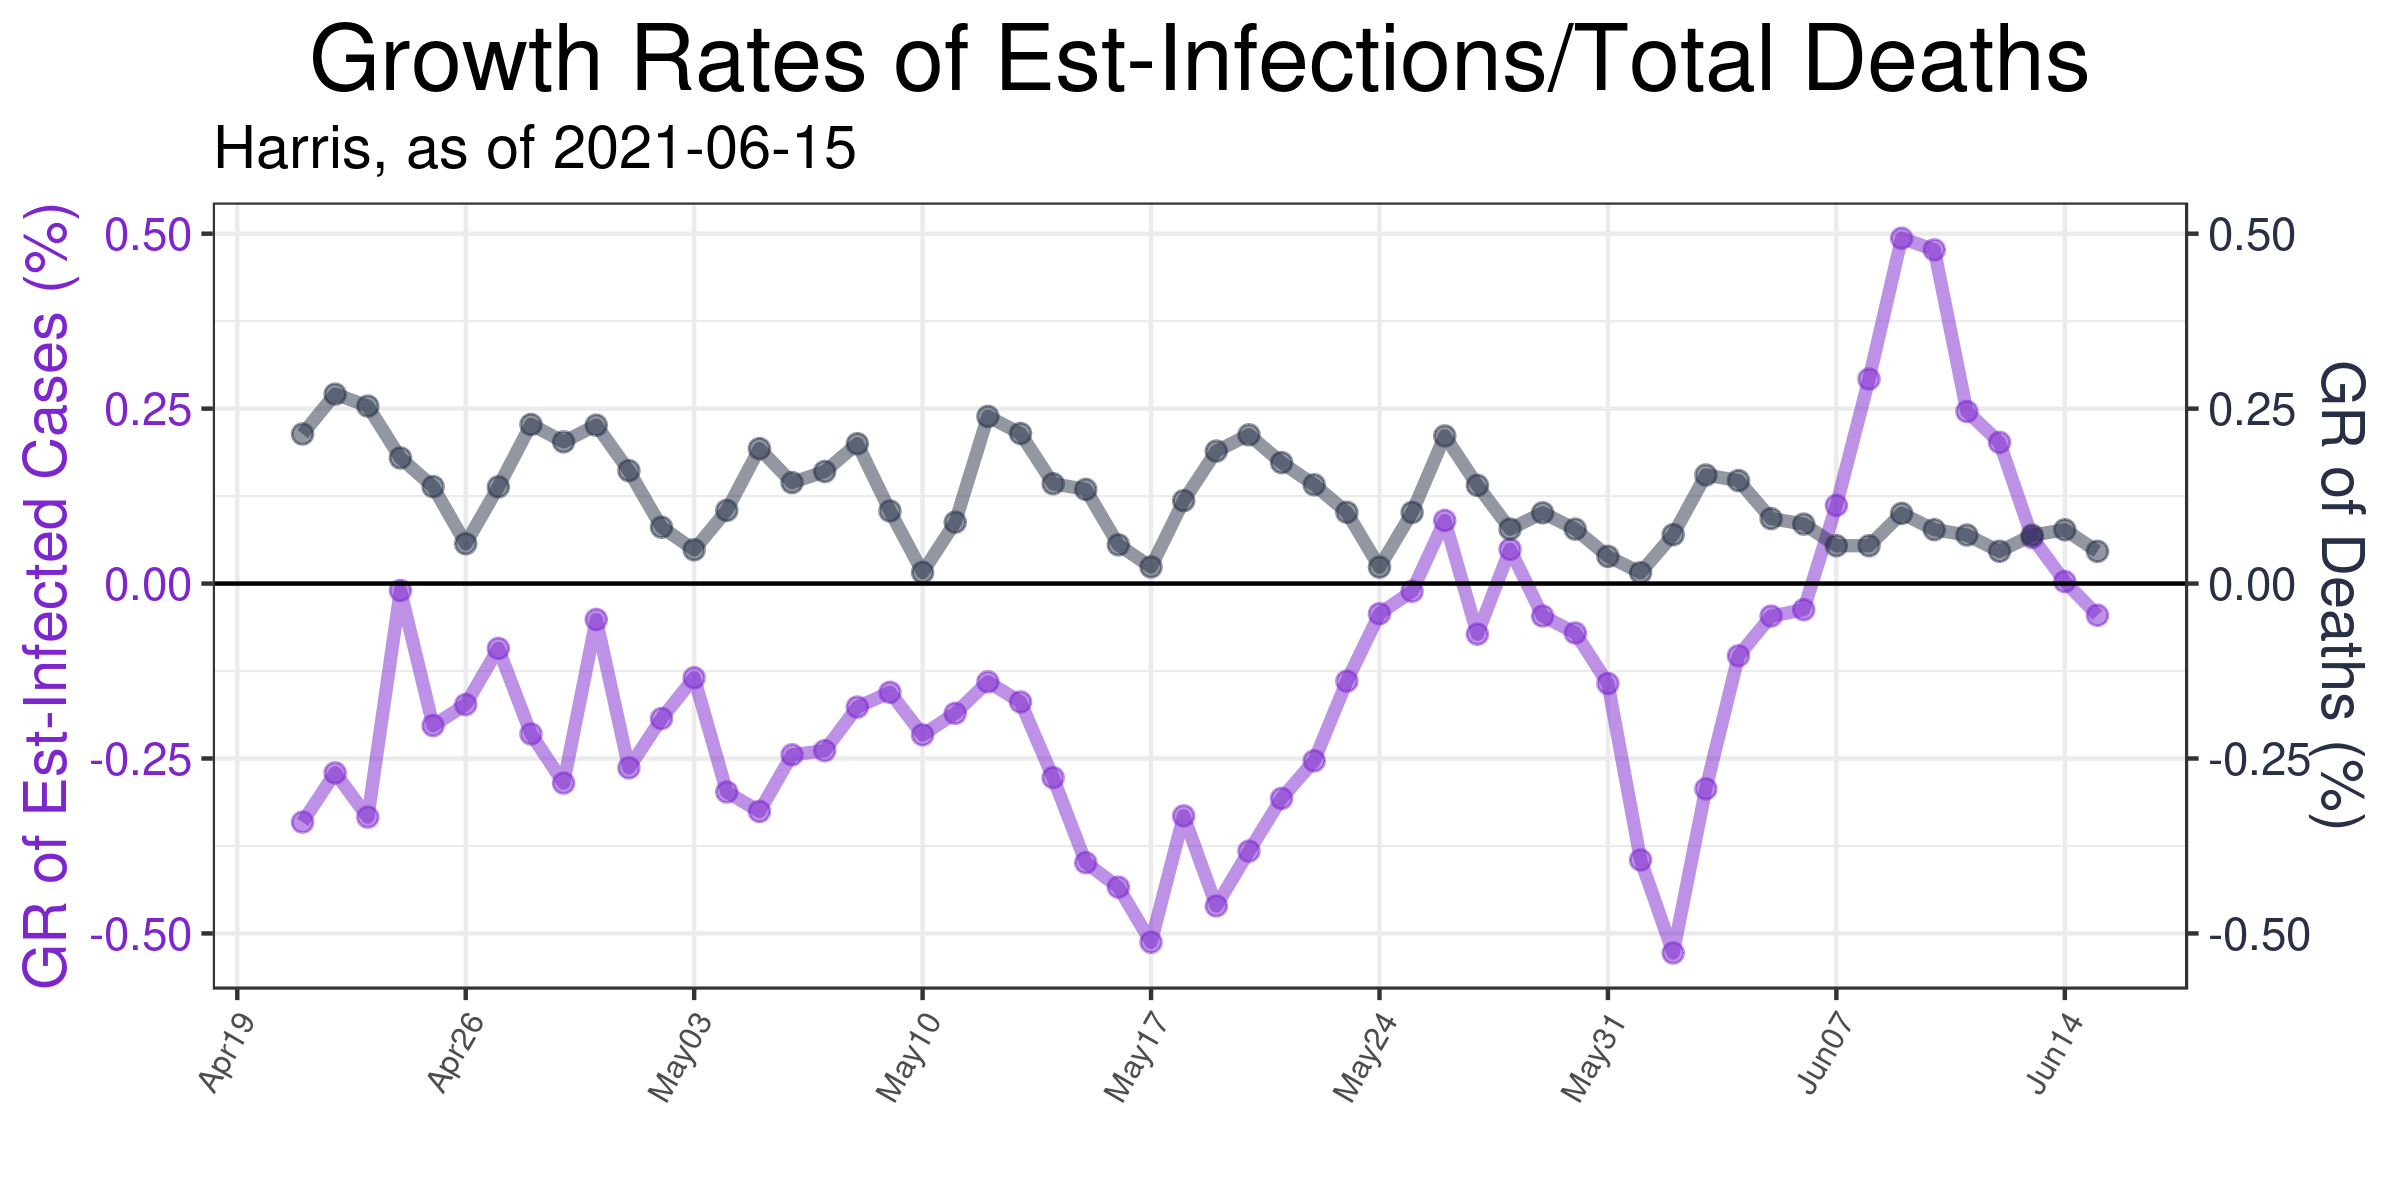 Growth Rates of Est-Infections/Total Deaths
Harris, as of 2021-06-15
GR of Est-Infected Cases (%)
0.50
0.25
0.00
-0.25
-0.50
0.50
0.25
0.00
-0.25
-0.50
GR of Deaths (%)
Apr19
Apr26
May03
May10
May17
May24
May31
Jun07
Jun14